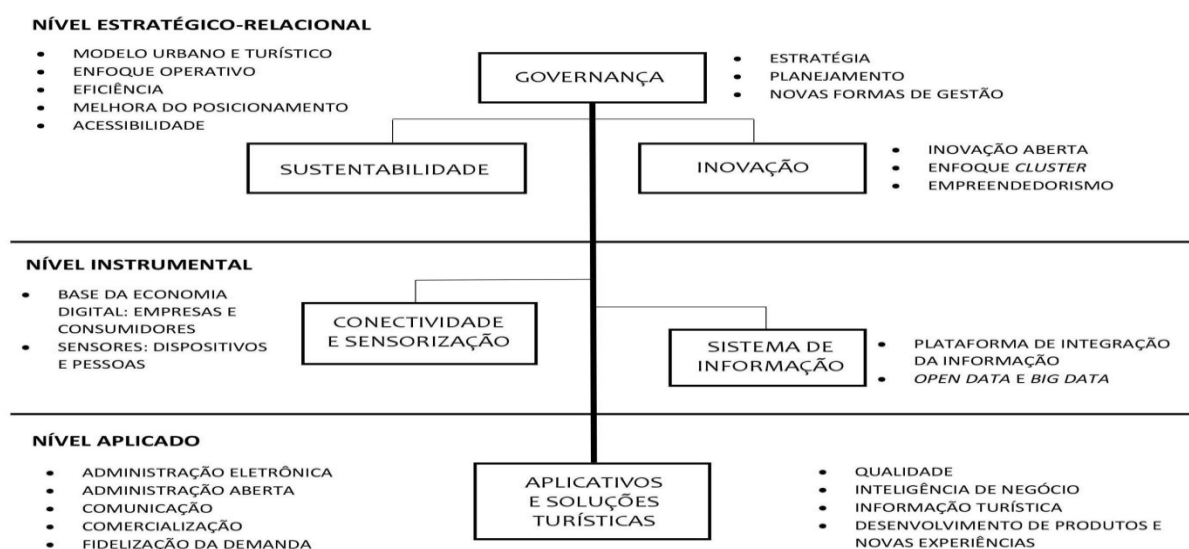 NÍVEL ESTRATÉGICO-RELACIONAL
• MODELO URBANO E TURÍSTICO
• ENFOQUE OPERATIVO
• EFICIÊNCIA
• MELHORA DO POSICIONAMENTO
• ACESSIBILIDADE
GOVERNANÇA
• ESTRATÉGIA
• PLANEJAMENTO
• NOVAS FORMAS DE GESTÃO
SUSTENTABILIDADE
INOVAÇÃO
• INOVAÇÃO ABERTA
• ENFOQUE CLUSTER
• EMPREENDEDORISMO
NÍVEL INSTRUMENTAL
• BASE DA ECONOMIA
DIGITAL: EMPRESAS E
CONSUMIDORES
• SENSORES: DISPOSITIVOS
E PESSOAS
CONECTIVIDADE
E SENSORIZAÇÃO
SISTEMA DE
INFORMAÇÃO
• PLATAFORMA DE INTEGRAÇÃO
DA INFORMAÇÃO
• OPEN DATA E BIG DATA
NÍVEL APLICADO
• ADMINISTRAÇÃO ELETRÔNICA
• ADMINISTRAÇÃO ABERTA
• COMUNICAÇÃO
• COMERCIALIZAÇÃO
• FIDELIZAÇÃO DA DEMANDA
APLICATIVOS
E SOLUÇÕES
TURÍSTICAS
• QUALIDADE
• INTELIGÊNCIA DE NEGÓCIO
• INFORMAÇÃO TURÍSTICA
• DESENVOLVIMENTO DE PRODUTOS E
NOVAS EXPERIÊNCIAS